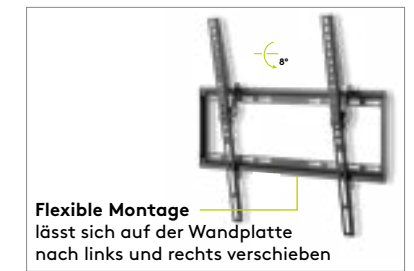 8°
Flexible Montage
lässt sich auf der Wandplatte
nach links und rechts verschieben